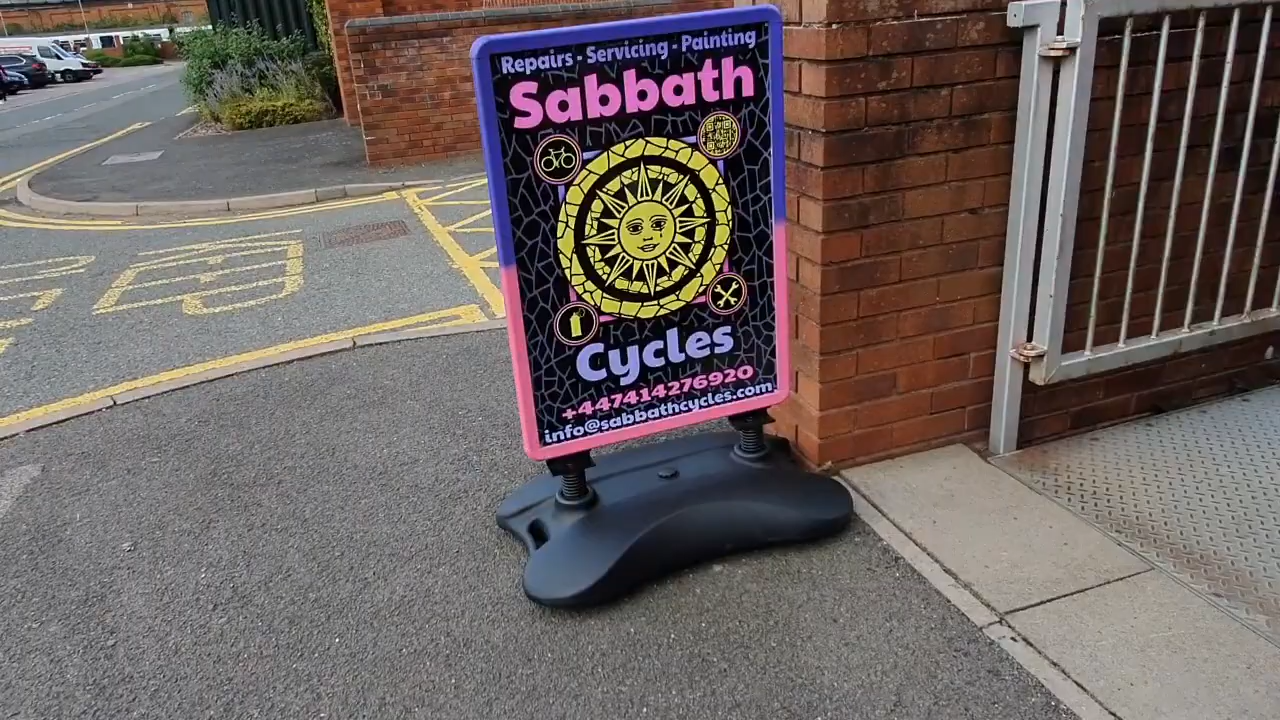 Repairs - Servicing - Painting
Sabbath
Cycles
+447414276920
info@sabbathcycles.com